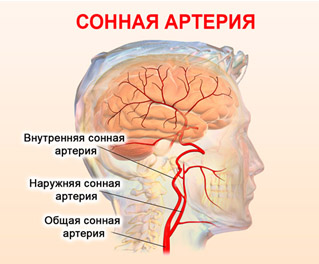 СОННАЯ АРТЕРИЯ
Внутренняя сонная
артерия
Наружняя сонная
артерия
Общая сонная
артерия